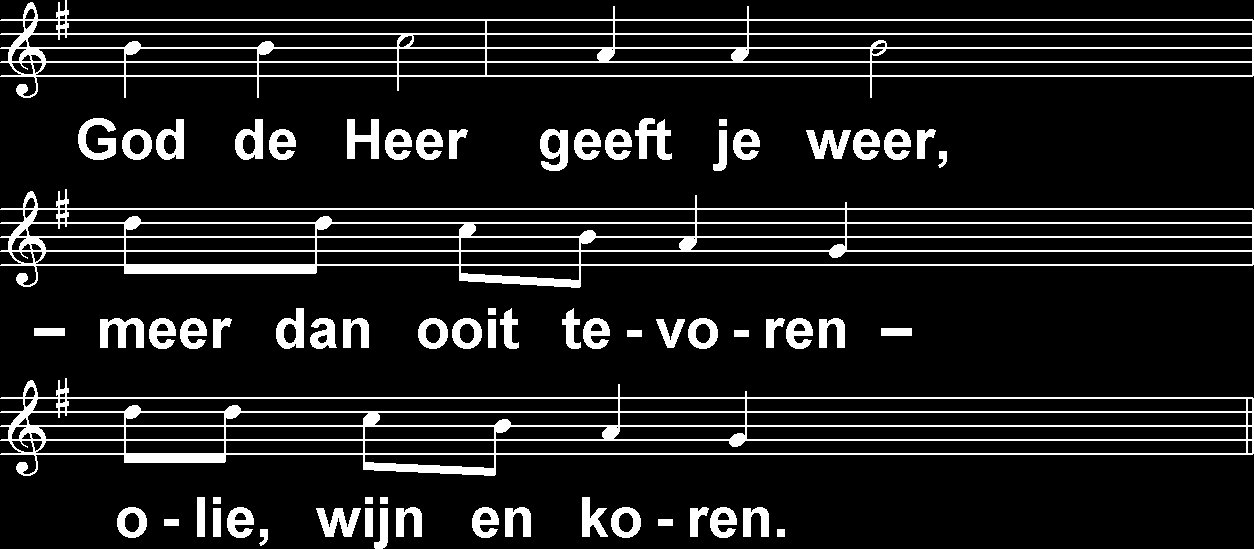 God de Heer geeft je weer,
– meer dan ooit te - vo - ren –
o - lie, wijn en ko - ren.